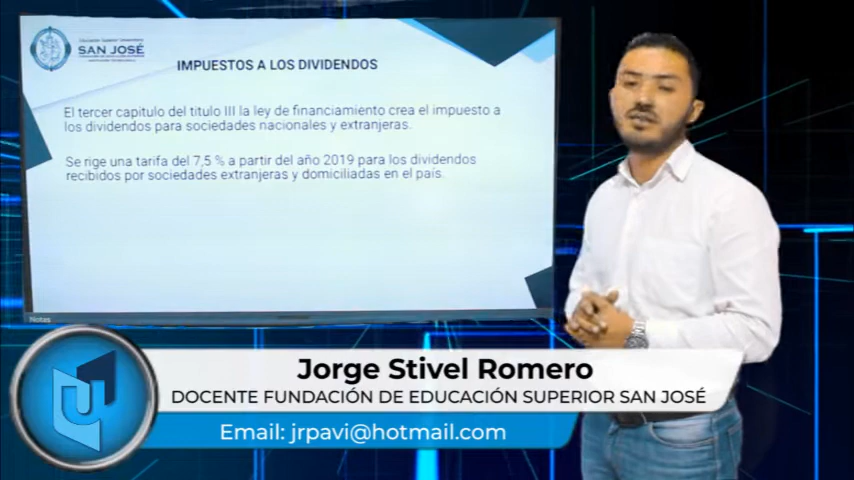 SAN JOSÉ
IMPUESTOS A LOS DIVIDENDOS
El tercer capitulo del titulo III la ley de financiamiento crea el impuesto a
los dividendos para sociedades nacionales y extranjeras.
Se rige una tarifa del 7,5 % a partir del año 2019 para los dividendos
recibidos por sociedades extranjeras y domiciliadas en el país.
Notas
Jorge Stivel Romero
DOCENTE FUNDACIÓN DE EDUCACIÓN SUPERIOR SAN JOSÉ
Email: jrpavi@hotmail.com